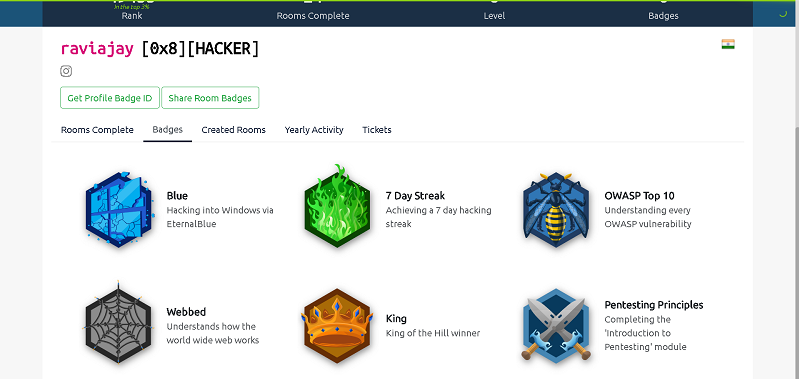 in the top 3%
Rank
Rooms Complete
Level
Badges
raviajay [0x8][HACKER]
Get Profile Badge ID
Share Room Badges
Rooms Complete
Badges
Created Rooms
Yearly Activity
Tickets
Blue
Hacking into Windows via
EternalBlue
7 Day Streak
Achieving a 7 day hacking
streak
OWASP Top 10
Understanding every
OWASP vulnerability
Webbed
Understands how the
world wide web works
King
King of the Hill winner
Pentesting Principles
Completing the
'Introduction to
Pentesting' module